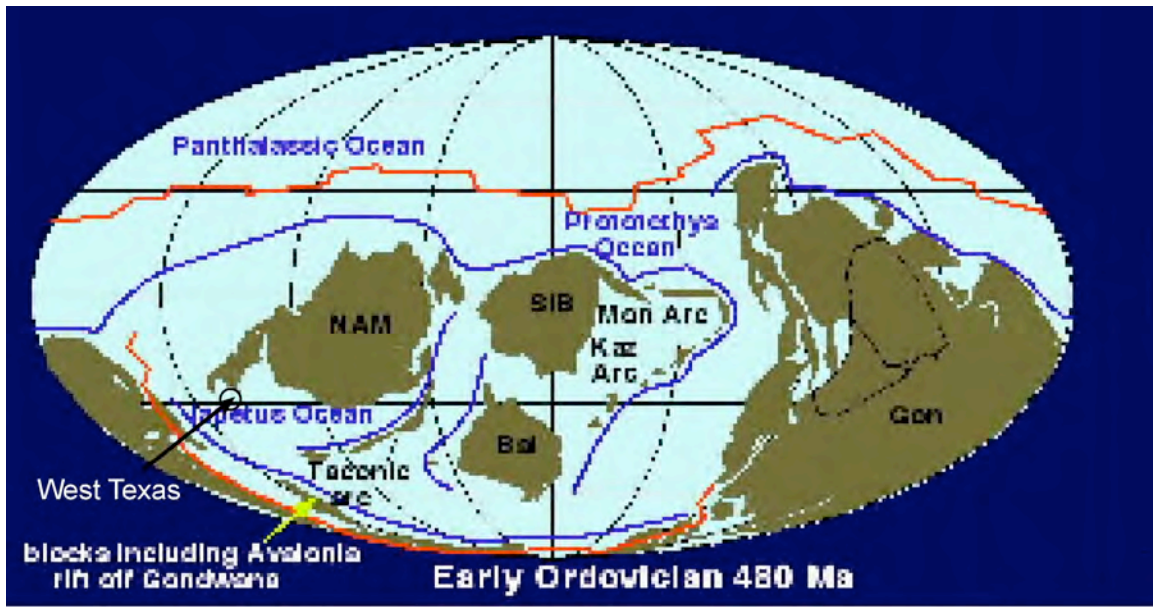 Panthalassic Ocean
Prototethys
Ocean
NAM
SIB
Mon Arc
Kaz
Arc
Iapetus Ocean
Gon
Bal
West Texas
Taconic
arc
blocks including Avalonia
rift off Gondwana
Early Ordovician 480 Ma